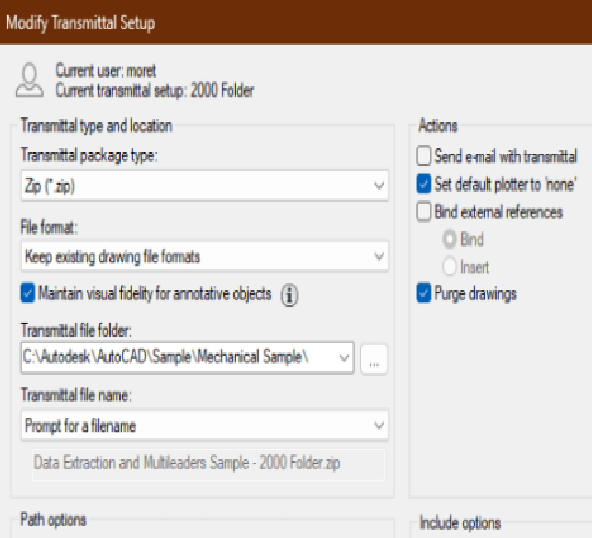 Modify Transmittal Setup
Current user: moret
Current transmittal setup: 2000 Folder
Transmittal type and location
Transmittal package type:
Zip (*.zip)
File format:
Keep existing drawing file formats
Maintain visual fidelity for annotative objects
Transmittal file folder:
C:\Autodesk\AutoCAD\Sample\Mechanical Sample\
...
Transmittal file name:
Prompt for a filename
Data Extraction and Multileaders Sample - 2000 Folder.zip
Path options
Actions
Send e-mail with transmittal
Set default plotter to 'none'
Bind external references
Bind
Insert
Purge drawings
Include options